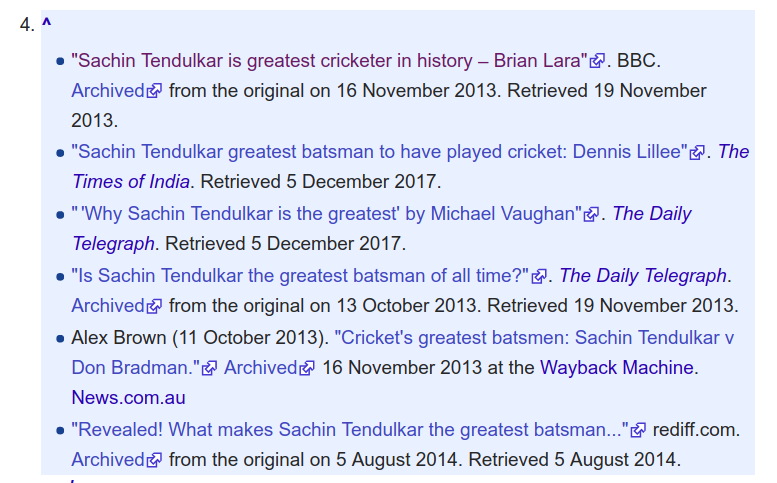 4. ^
• "Sachin Tendulkar is greatest cricketer in history – Brian Lara". BBC.
Archived from the original on 16 November 2013. Retrieved 19 November
2013.
• "Sachin Tendulkar greatest batsman to have played cricket: Dennis Lillee". The
Times of India. Retrieved 5 December 2017.
• " 'Why Sachin Tendulkar is the greatest' by Michael Vaughan". The Daily
Telegraph. Retrieved 5 December 2017.
• "Is Sachin Tendulkar the greatest batsman of all time?". The Daily Telegraph.
Archived from the original on 13 October 2013. Retrieved 19 November 2013.
• Alex Brown (11 October 2013). "Cricket's greatest batsmen: Sachin Tendulkar v
Don Bradman." Archived 16 November 2013 at the Wayback Machine.
News.com.au
• "Revealed! What makes Sachin Tendulkar the greatest batsman..." rediff.com.
Archived from the original on 5 August 2014. Retrieved 5 August 2014.